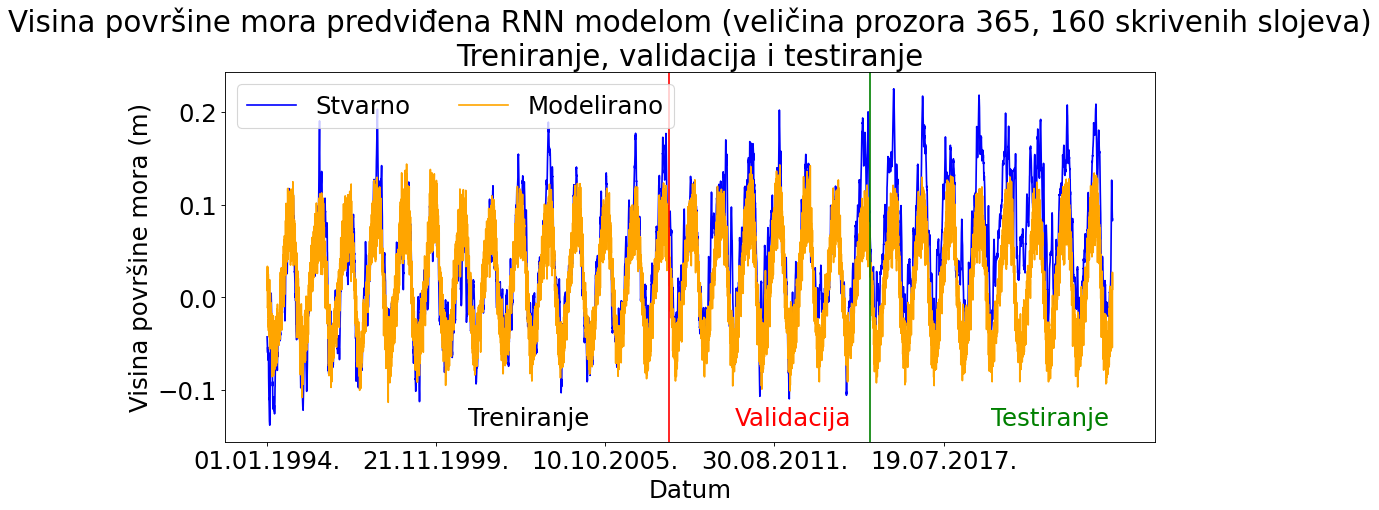 Visina površine mora predviđena RNN modelom (veličina prozora 365, 160 skrivenih slojeva)
Treniranje, validacija i testiranje
Stvarno
Modelirano
Visina površine mora (m)
0.2
0.1
0.0
−0.1
Treniranje
Validacija
Testiranje
01.01.1994.
21.11.1999.
10.10.2005.
30.08.2011.
19.07.2017.
Datum